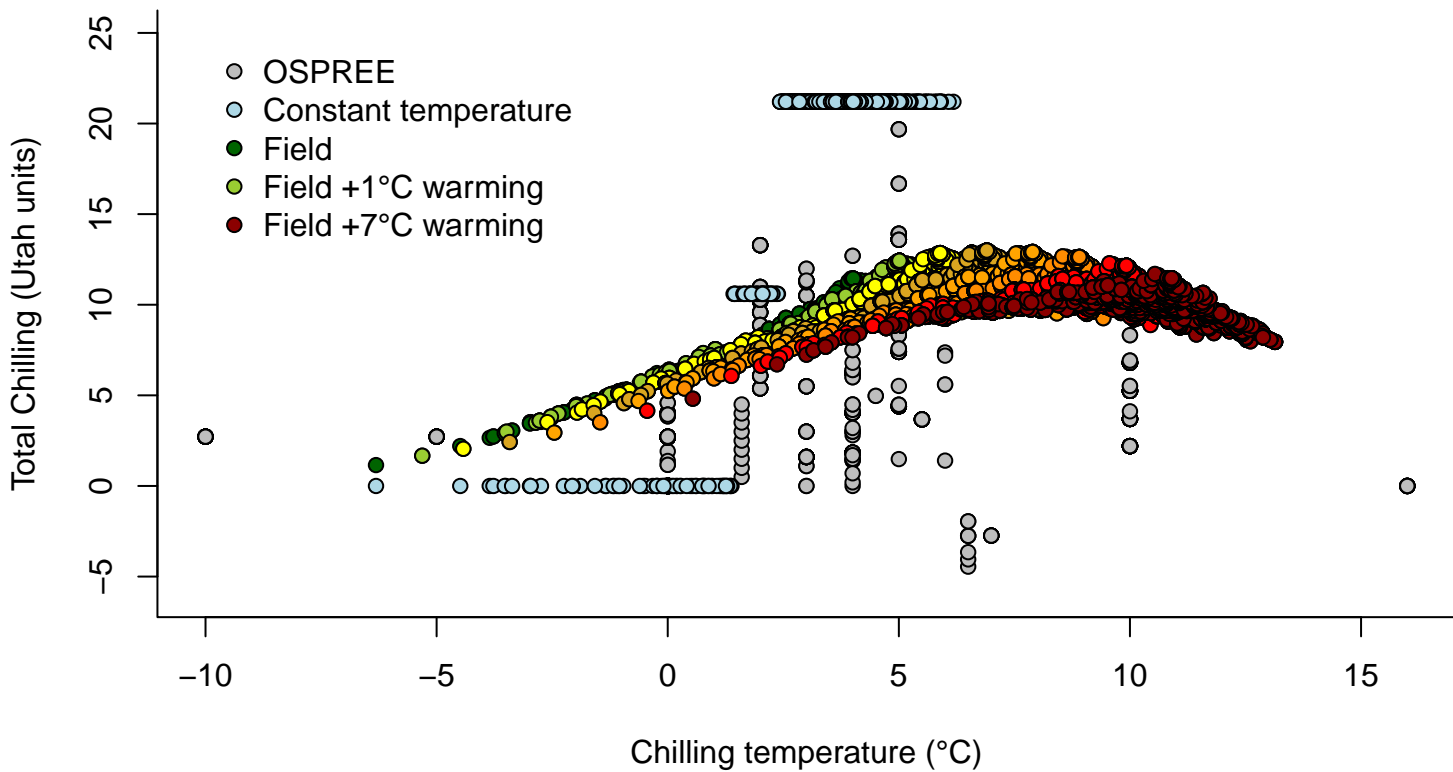 25
20
15
10
5
0
−5
Total Chilling (Utah units)
OSPREE
Constant temperature
Field
Field +1°C warming
Field +7°C warming
−10 −5 0 5 10 15
Chilling temperature (°C)